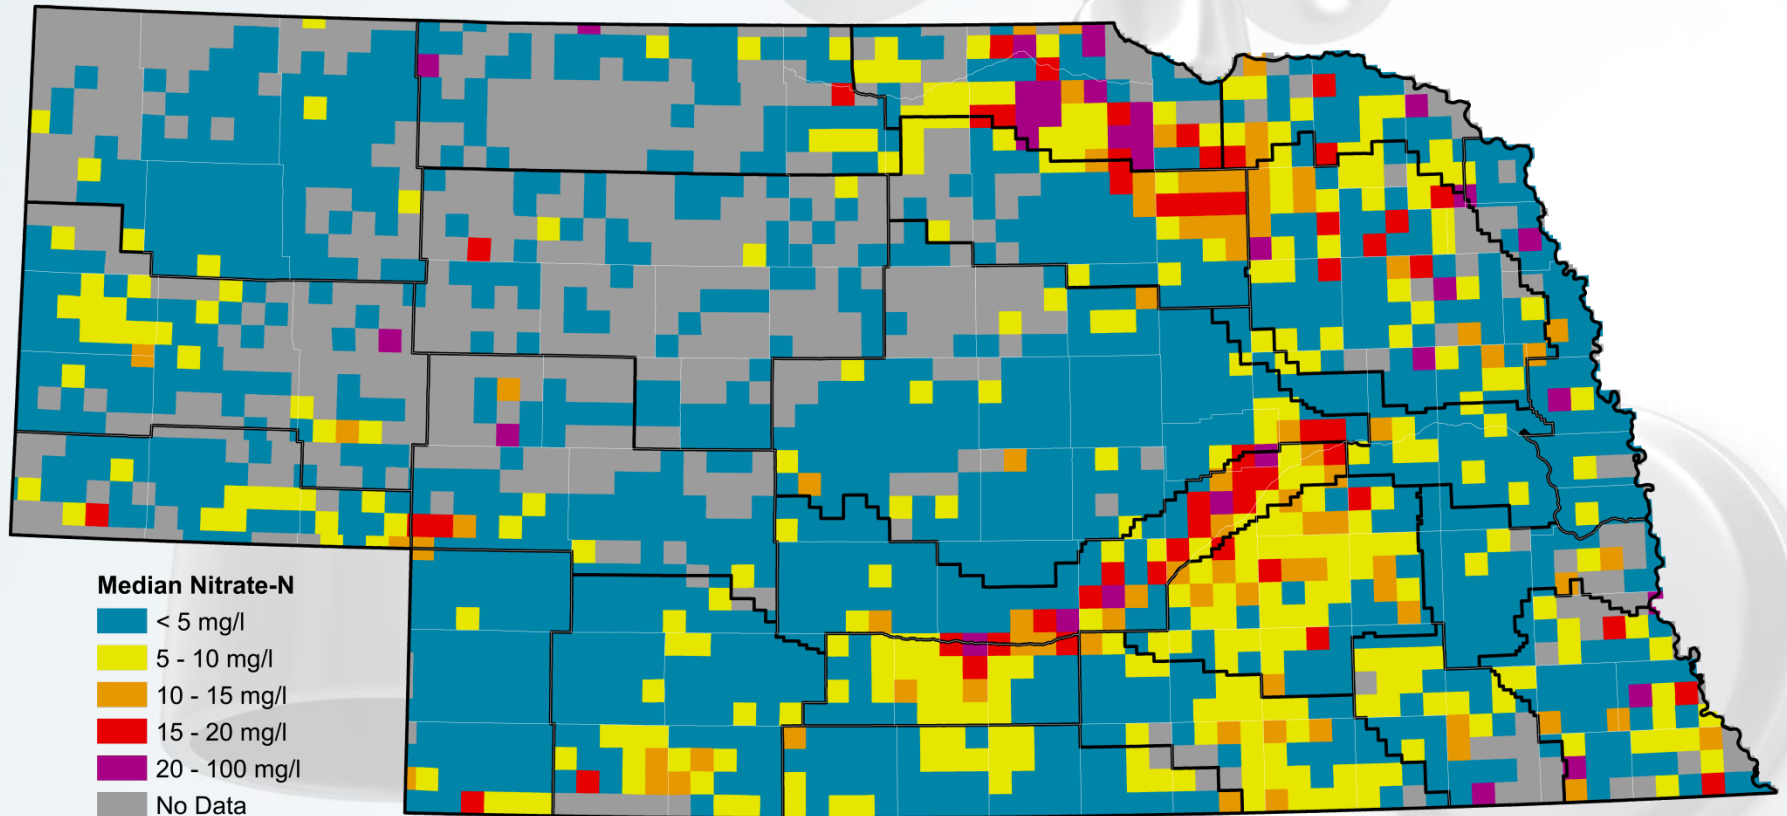 Median Nitrate-N
< 5 mg/l
5 - 10 mg/l
10 - 15 mg/l
15 - 20 mg/l
20 - 100 mg/l
No Data